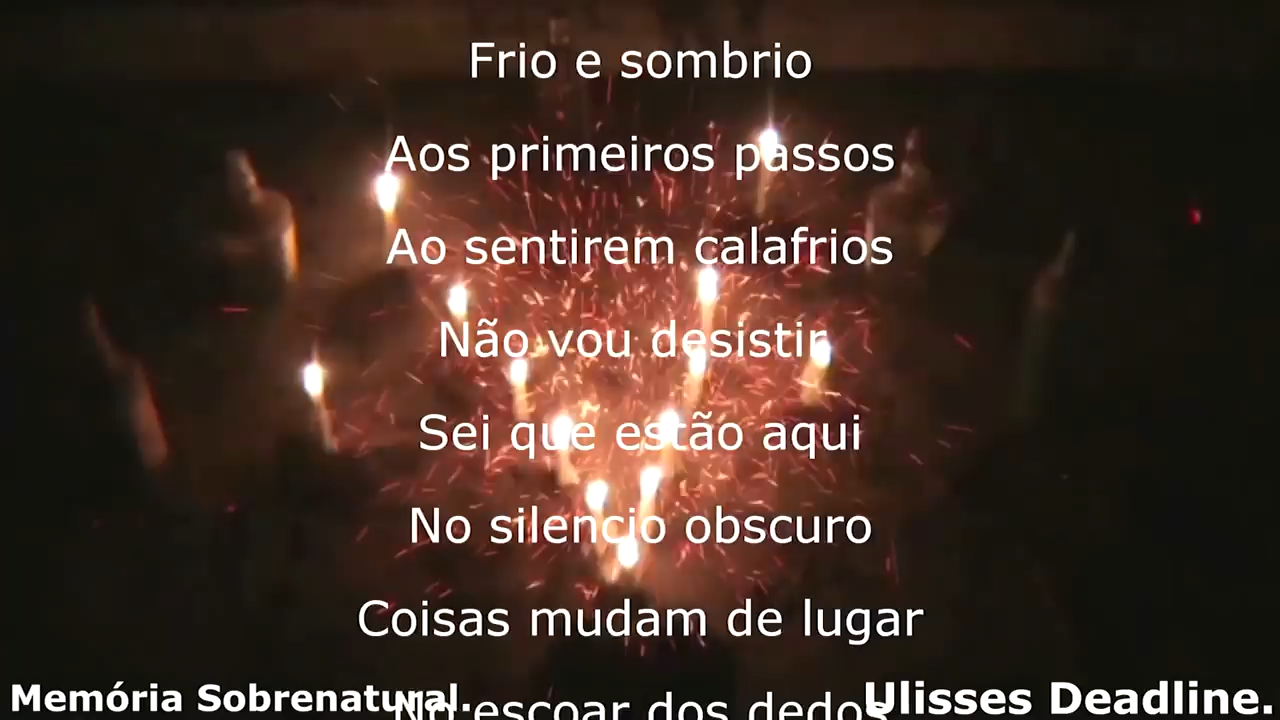 Frio e sombrio
Aos primeiros passos
Ao sentirem calafrios
Não vou desistir
Sei que estão aqui
No silencio obscuro
Coisas mudam de lugar
No escoar dos dedos
Memória Sobrenatural.
Ulisses Deadline.